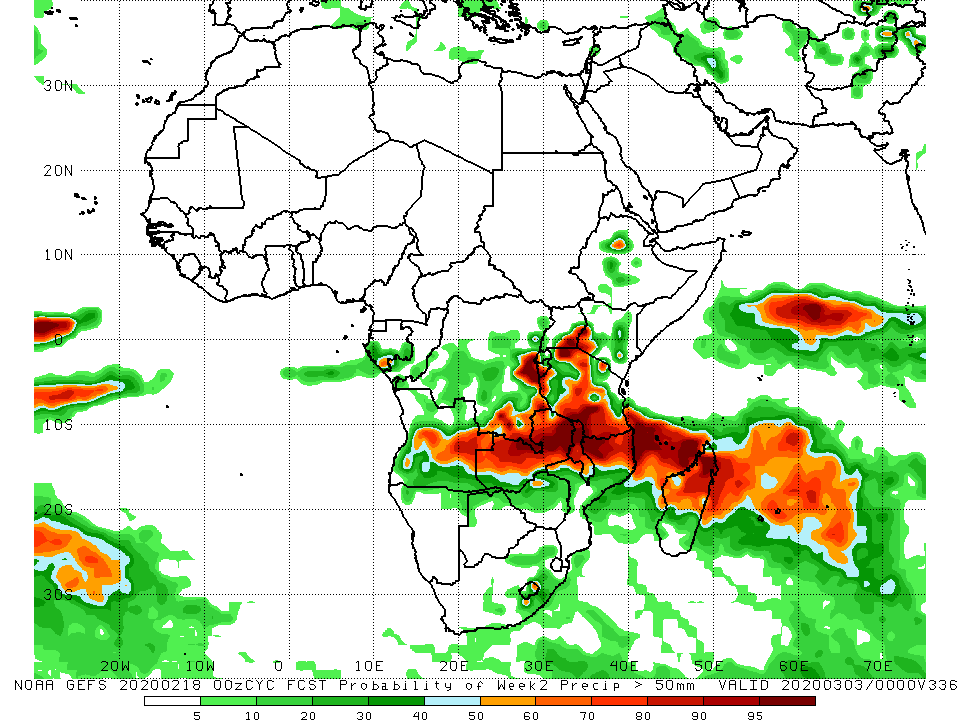 30N
20N
10N
0
10S
20S
30S
20W 10W 0 10E 20E 30E 40E 50E 60E 70E
NOAA GEFS 20200218 00zCYC FCST Probability of Week2 Precip > 50mm VALID 20200303/0000V336
5 10 20 30 40 50 60 70 80 90 95